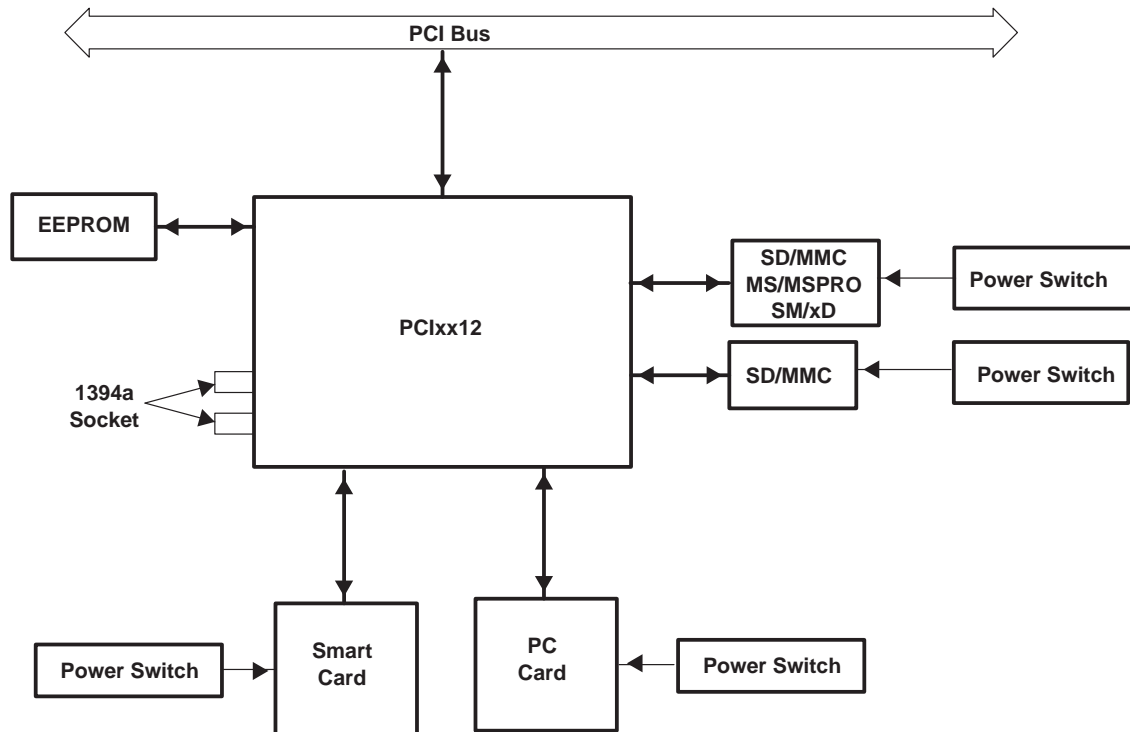 PCI Bus
EEPROM
PCIxx12
SD/MMC
MS/MSPRO
SM/xD
Power Switch
SD/MMC
Power Switch
1394a
Socket
Power Switch
Smart
Card
PC
Card
Power Switch